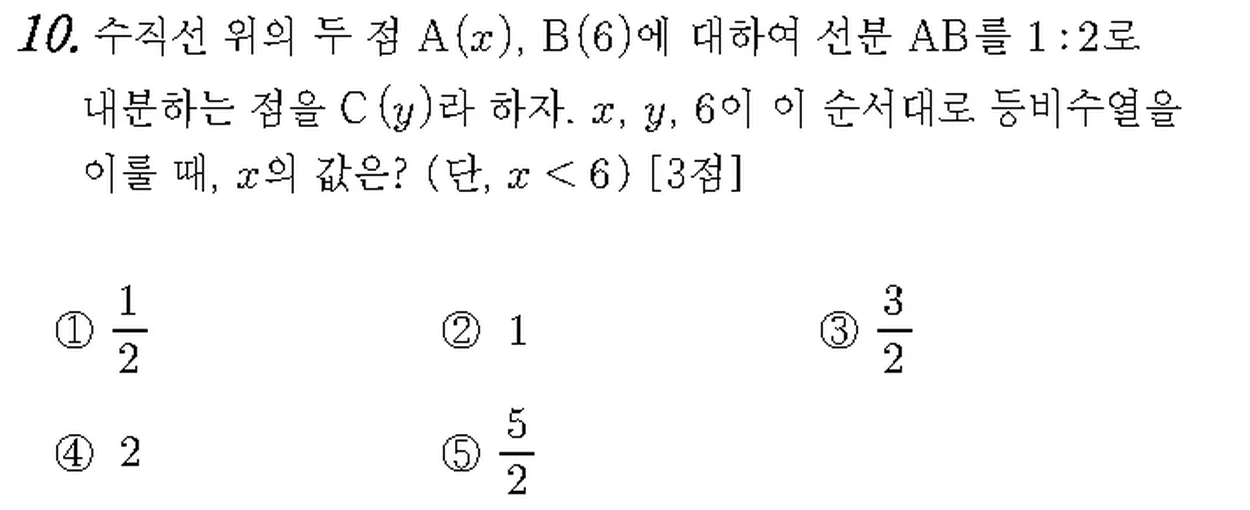 10. 수직선 위의 두 점 A(x), B(6)에 대하여 선분 AB를 1 : 2로
내분하는 점을 C(y)라 하자. x, y, 6이 이 순서대로 등비수열을
이룰 때, x의 값은? (단, x < 6) [3점]
① 1/2 ② 1 ③ 3/2
④ 2 ⑤ 5/2